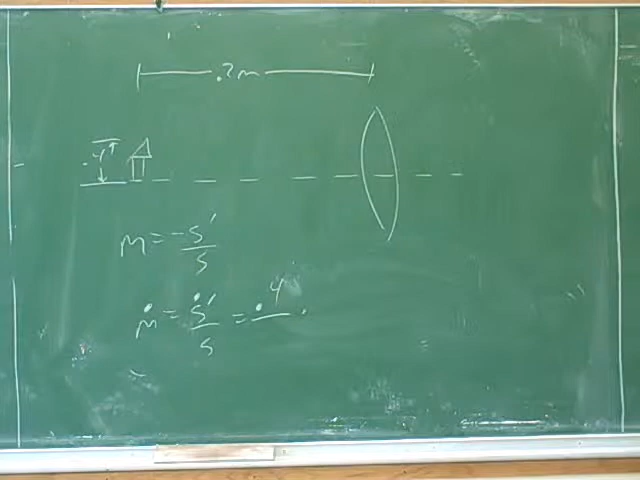 .2m
.4
m = -s'/s
m = s'/s = .4